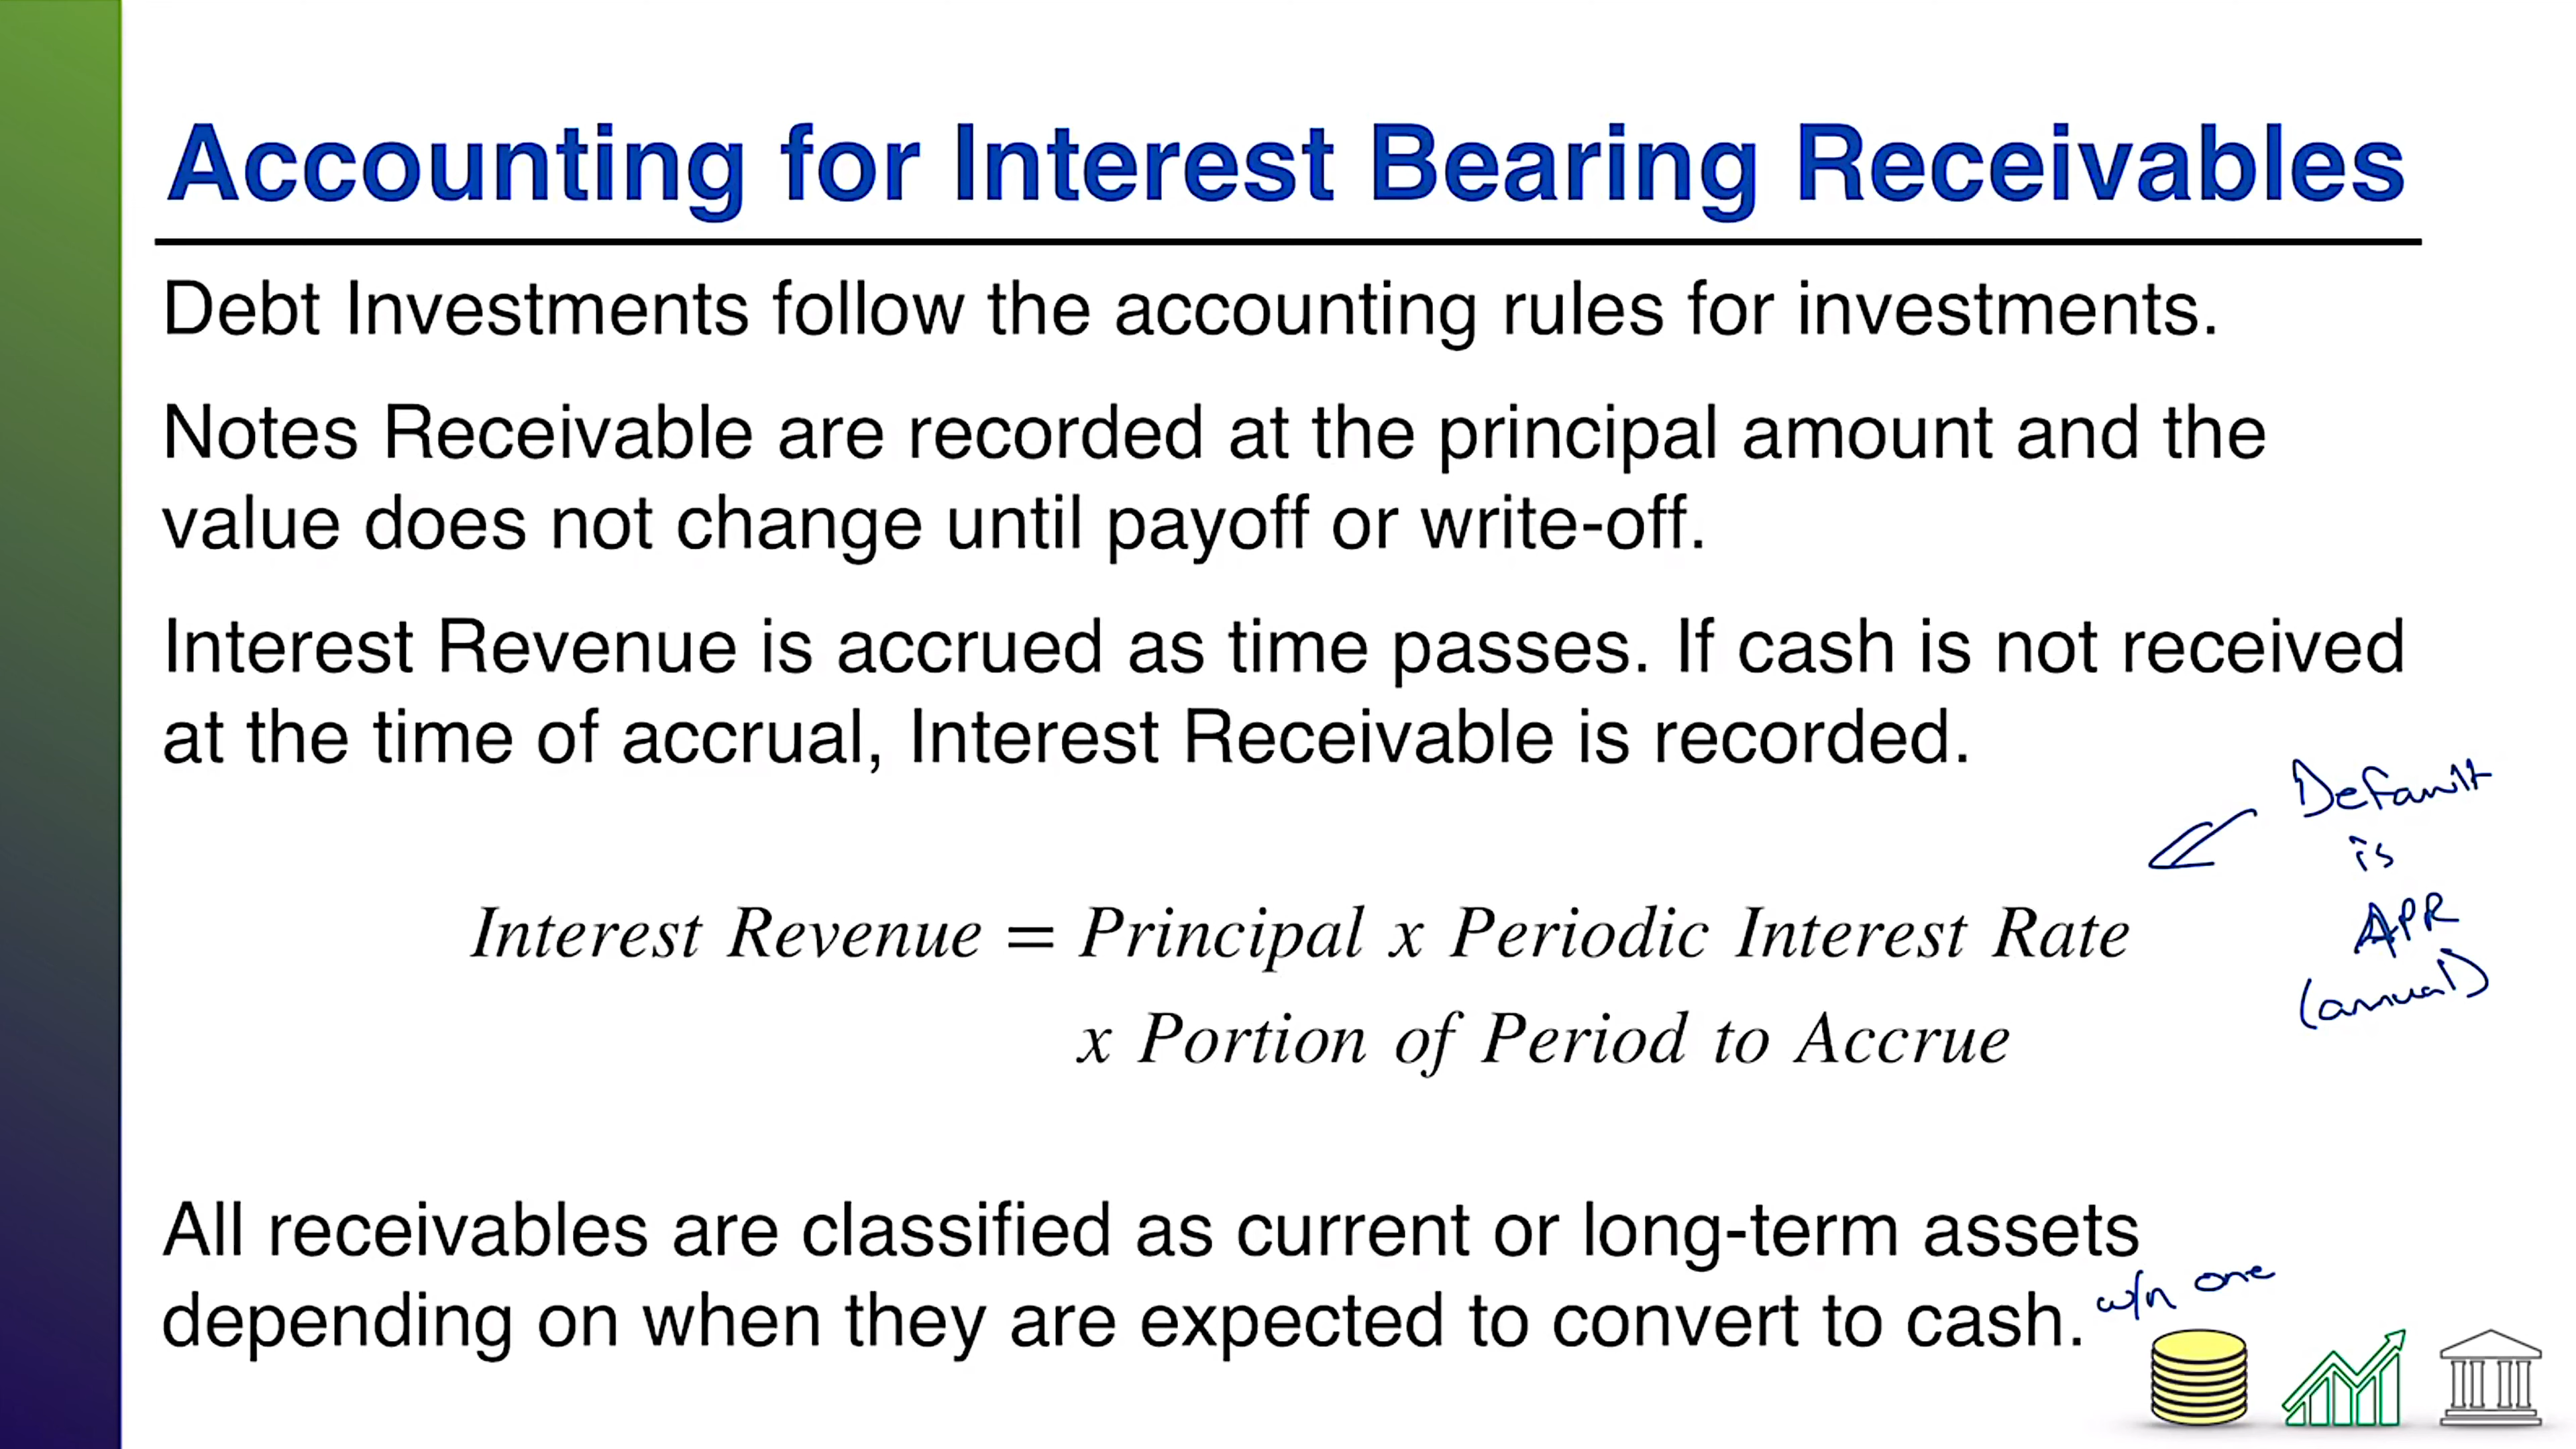 Accounting for Interest Bearing Receivables
Debt Investments follow the accounting rules for investments.
Notes Receivable are recorded at the principal amount and the
value does not change until payoff or write-off.
Interest Revenue is accrued as time passes. If cash is not received
at the time of accrual, Interest Receivable is recorded.
Default
is
APR
(annual)
Interest Revenue = Principal x Periodic Interest Rate
x Portion of Period to Accrue
All receivables are classified as current or long-term assets
depending on when they are expected to convert to cash.
w/n one